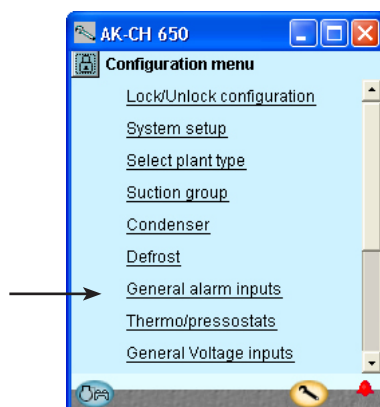 AK-CH 650
Configuration menu
Lock/Unlock configuration
System setup
Select plant type
Suction group
Condenser
Defrost
General alarm inputs
Thermo/pressostats
General Voltage inputs